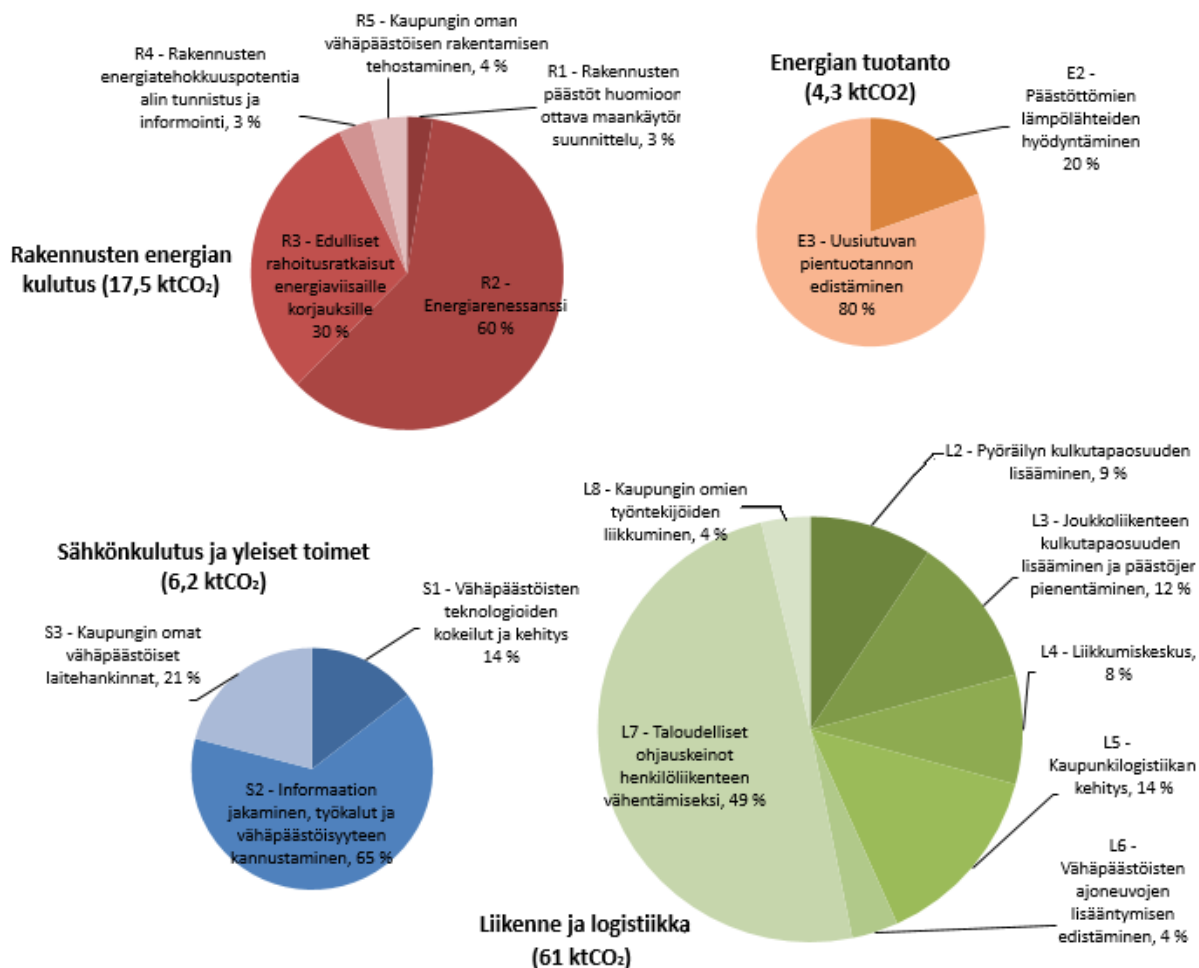 R5 - Kaupungin oman
vähäpäästöisen rakentamisen
tehostaminen, 4 %
R4 - Rakennusten
energiatehokkuuspotentia
alin tunnistus ja
informointi, 3 %
R1 - Rakennusten
päästöt huomioon
ottava maankäytön
suunnittelu, 3 %
Rakennusten energian
kulutus (17,5 ktCO₂)
R3 - Edulliset
rahoitusratkaisut
energiaviisaille
korjauksille
30 %
R2 -
Energiarenessanssi
60 %
Energian tuotanto
(4,3 ktCO2)
E2 -
Päästöttömien
lämpölähteiden
hyödyntäminen
20 %
E3 - Uusiutuvan
pientuotannon
edistäminen
80 %
Sähkönkulutus ja yleiset toimet
(6,2 ktCO₂)
S3 - Kaupungin omat
vähäpäästöiset
laitehankinnat, 21 %
S1 - Vähäpäästöisten
teknologioiden
kokeilut ja kehitys
14 %
S2 - Informaation
jakaminen, työkalut ja
vähäpäästöisyyteen
kannustaminen, 65 %
L8 - Kaupungin omien
työntekijöiden
liikkuminen, 4 %
L2 - Pyöräilyn kulkutapaosuuden
lisääminen, 9 %
L3 - Joukkoliikenteen
kulkutapaosuuden
lisääminen ja päästöjen
pienentäminen, 12 %
L4 - Liikkumiskeskus,
8 %
L7 - Taloudelliset
ohjauskeinot
henkilöliikenteen
vähentämiseksi, 49 %
L5 -
Kaupunkilogistiikan
kehitys, 14 %
L6 -
Vähäpäästöisten
ajoneuvojen
lisääntymisen
edistäminen, 4 %
Liikenne ja logistiikka
(61 ktCO₂)